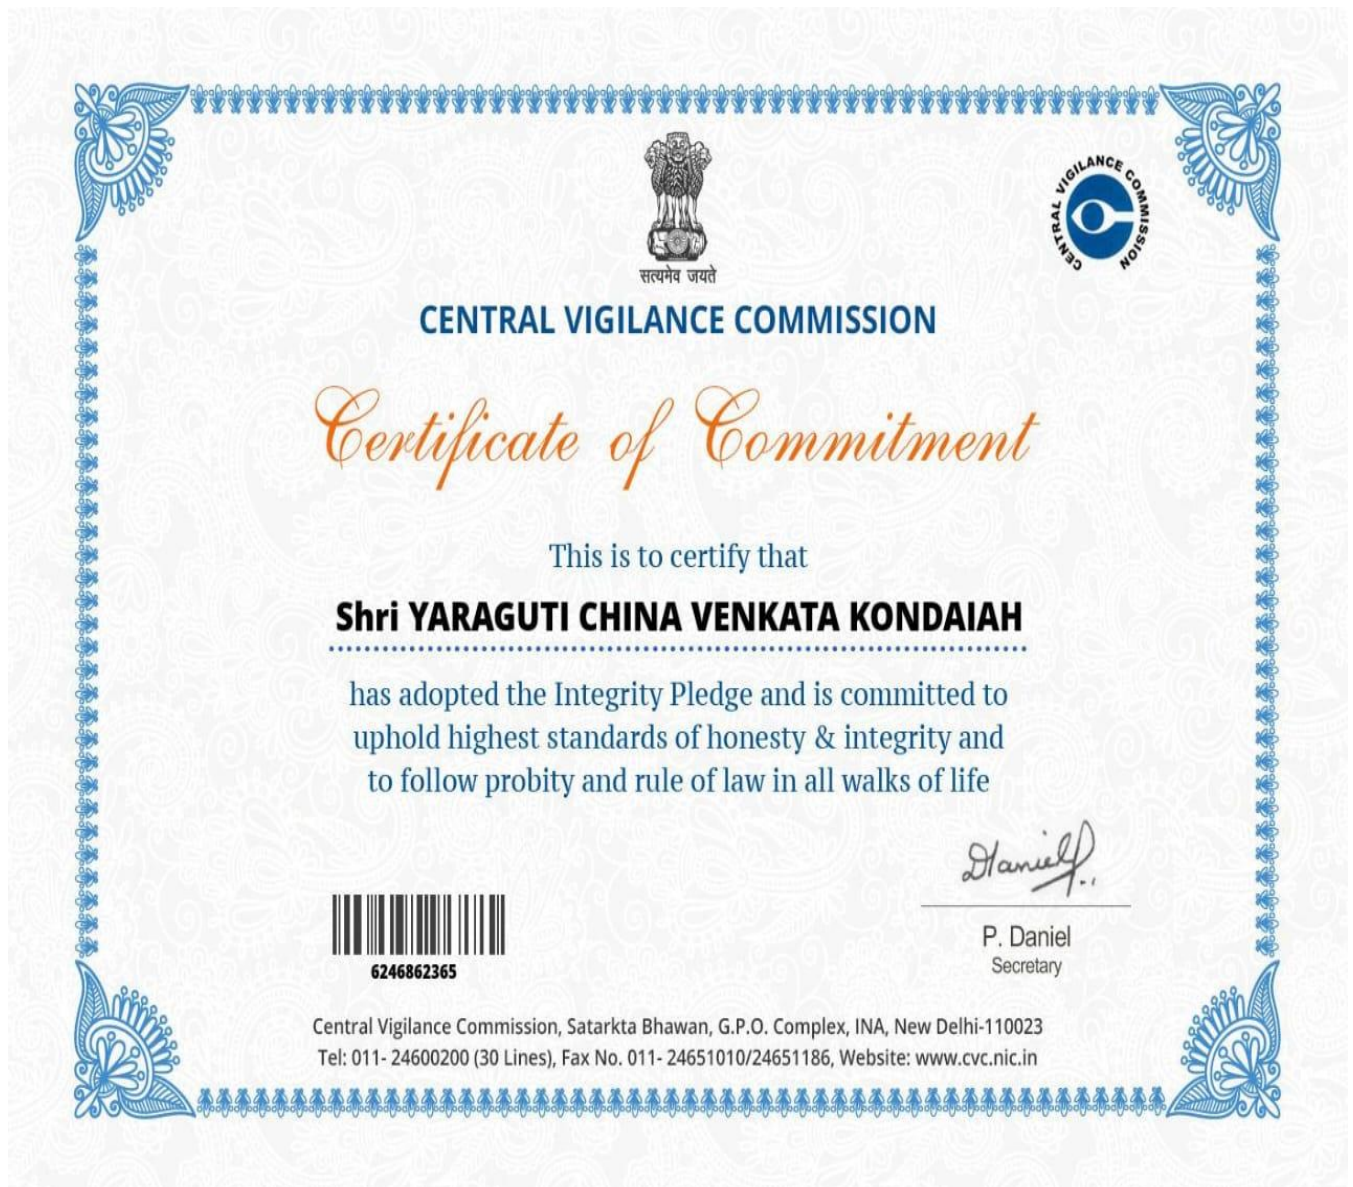 CENTRAL VIGILANCE COMMISSION
सत्यमेव जयते
CENTRAL VIGILANCE COMMISSION
Certificate of Commitment
This is to certify that
Shri YARAGUTI CHINA VENKATA KONDAIAH
has adopted the Integrity Pledge and is committed to
uphold highest standards of honesty & integrity and
to follow probity and rule of law in all walks of life
Daniel P.
P. Daniel
Secretary
6246862365
Central Vigilance Commission, Satarkta Bhawan, G.P.O. Complex, INA, New Delhi-110023
Tel: 011- 24600200 (30 Lines), Fax No. 011- 24651010/24651186, Website: www.cvc.nic.in